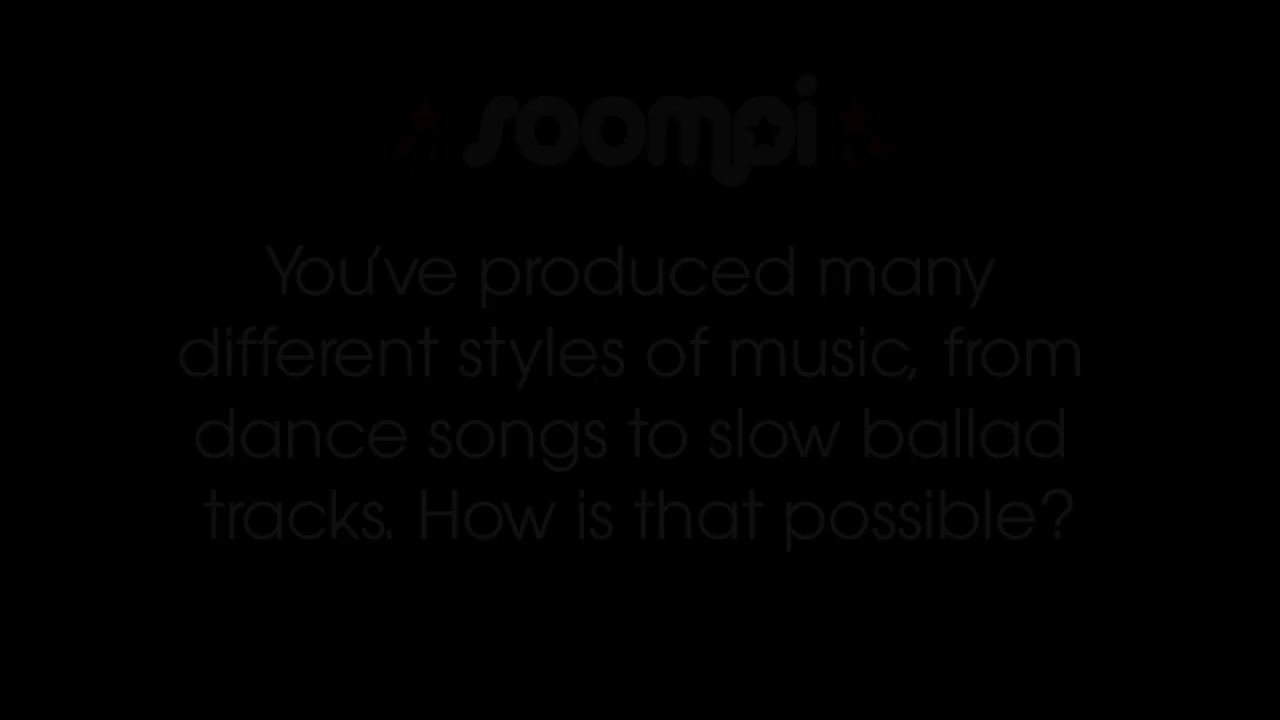 soompi
You've produced many
different styles of music, from
dance songs to slow ballad
tracks. How is that possible?